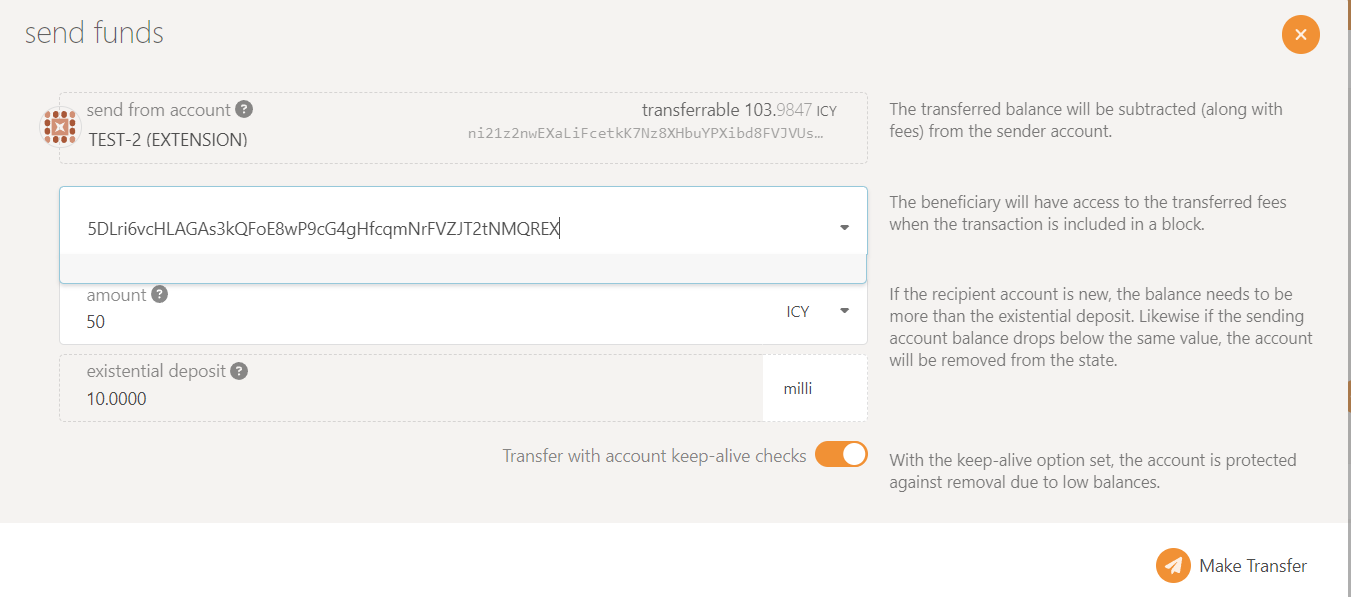 send funds
send from account ?
transferrable 103.9847 ICY
TEST-2 (EXTENSION)
ni21z2nwEXaLiFcetkK7Nz8XHbuYPXibd8FVJVUs…
The transferred balance will be subtracted (along with
fees) from the sender account.
5DLri6vcHLAGAs3kQFoE8wP9cG4gHfcqmNrFVZJT2tNMQREX
The beneficiary will have access to the transferred fees
when the transaction is included in a block.
amount ?
50
ICY
If the recipient account is new, the balance needs to be
more than the existential deposit. Likewise if the sending
account balance drops below the same value, the account
will be removed from the state.
existential deposit ?
10.0000
milli
Transfer with account keep-alive checks
With the keep-alive option set, the account is protected
against removal due to low balances.
Make Transfer